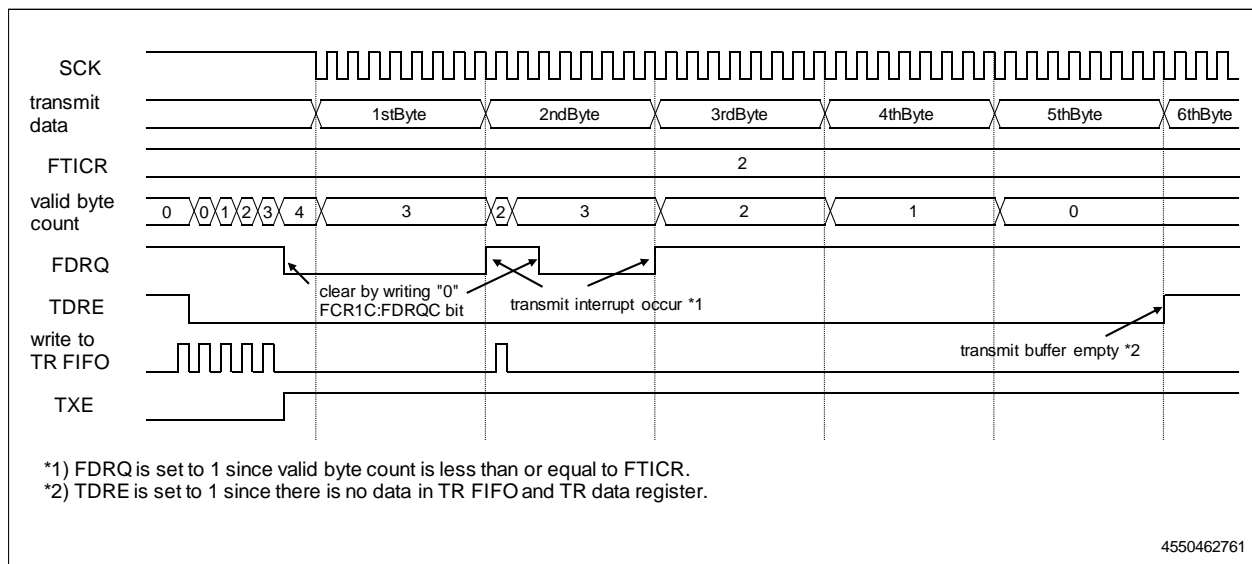 SCK
transmit
data
1stByte 2ndByte 3rdByte 4thByte 5thByte 6thByte
FTICR
2
valid byte
count
0 0 1 2 3 4 3 2 3 2 1 0
FDRQ
clear by writing "0"
FCR1C:FDRQC bit
transmit interrupt occur *1
TDRE
transmit buffer empty *2
write to
TR FIFO
TXE
*1) FDRQ is set to 1 since valid byte count is less than or equal to FTICR.
*2) TDRE is set to 1 since there is no data in TR FIFO and TR data register.
4550462761